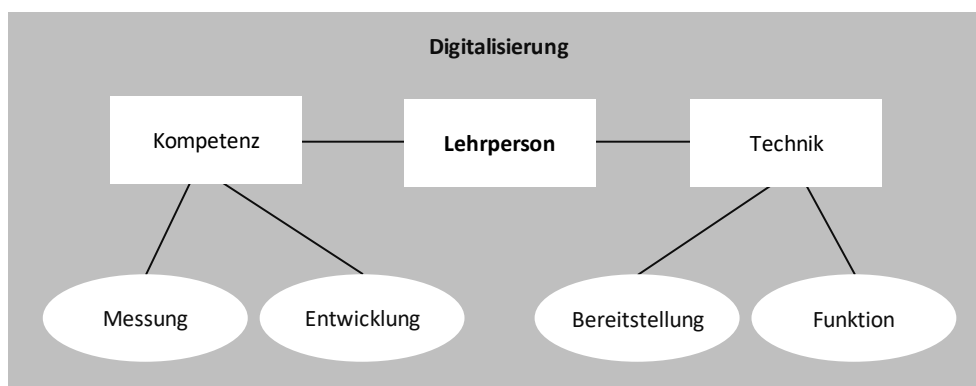 Digitalisierung
Kompetenz
Lehrperson
Technik
Messung
Entwicklung
Bereitstellung
Funktion